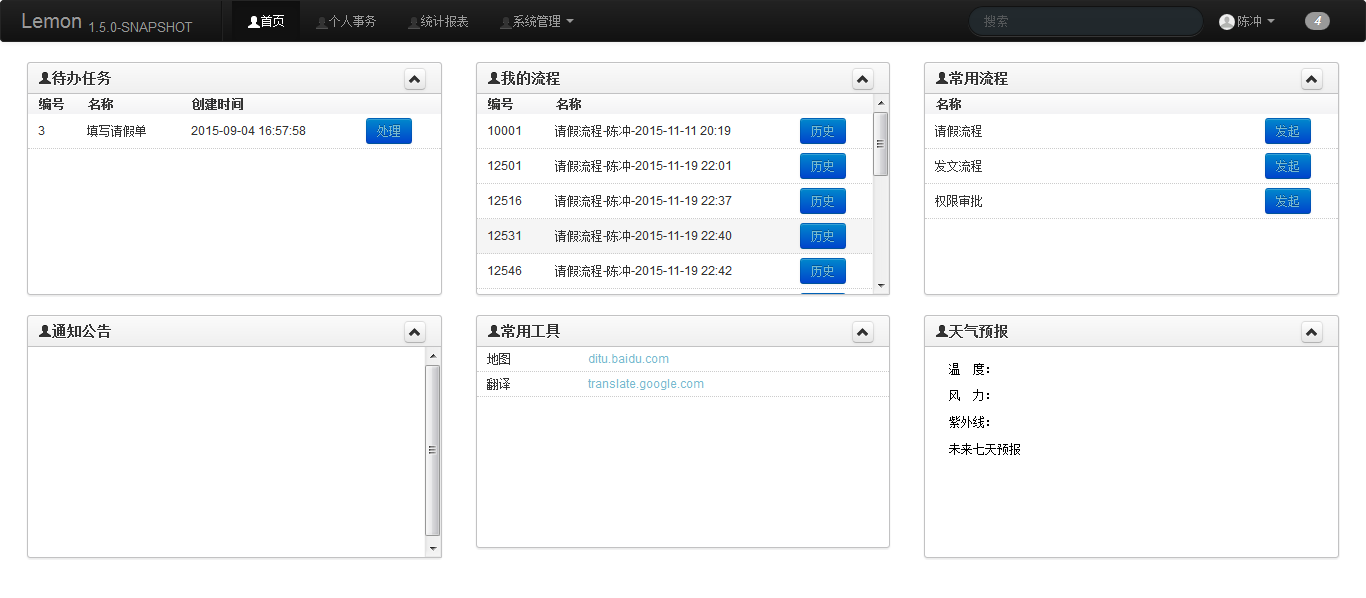 Lemon 1.5.0-SNAPSHOT 首页 个人事务 统计报表 系统管理 搜索 陈冲 4
待办任务
编号 名称 创建时间
3 填写请假单 2015-09-04 16:57:58 处理
我的流程
编号 名称
10001 请假流程-陈冲-2015-11-11 20:19 历史
12501 请假流程-陈冲-2015-11-19 22:01 历史
12516 请假流程-陈冲-2015-11-19 22:37 历史
12531 请假流程-陈冲-2015-11-19 22:40 历史
12546 请假流程-陈冲-2015-11-19 22:42 历史
常用流程
名称
请假流程 发起
发文流程 发起
权限审批 发起
通知公告
常用工具
地图 ditu.baidu.com
翻译 translate.google.com
天气预报
温 度：
风 力：
紫外线：
未来七天预报